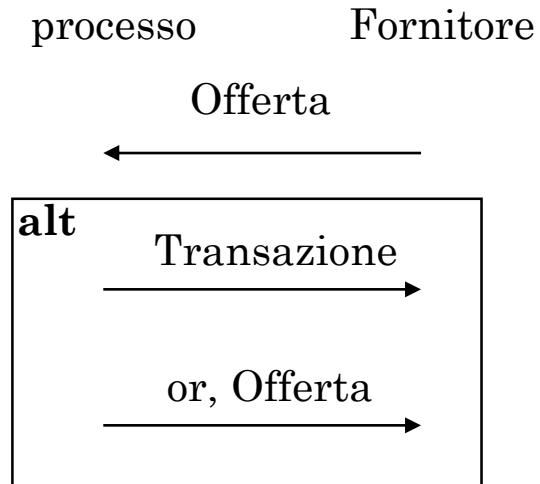 processo Fornitore
Offerta
alt
Transazione
or, Offerta